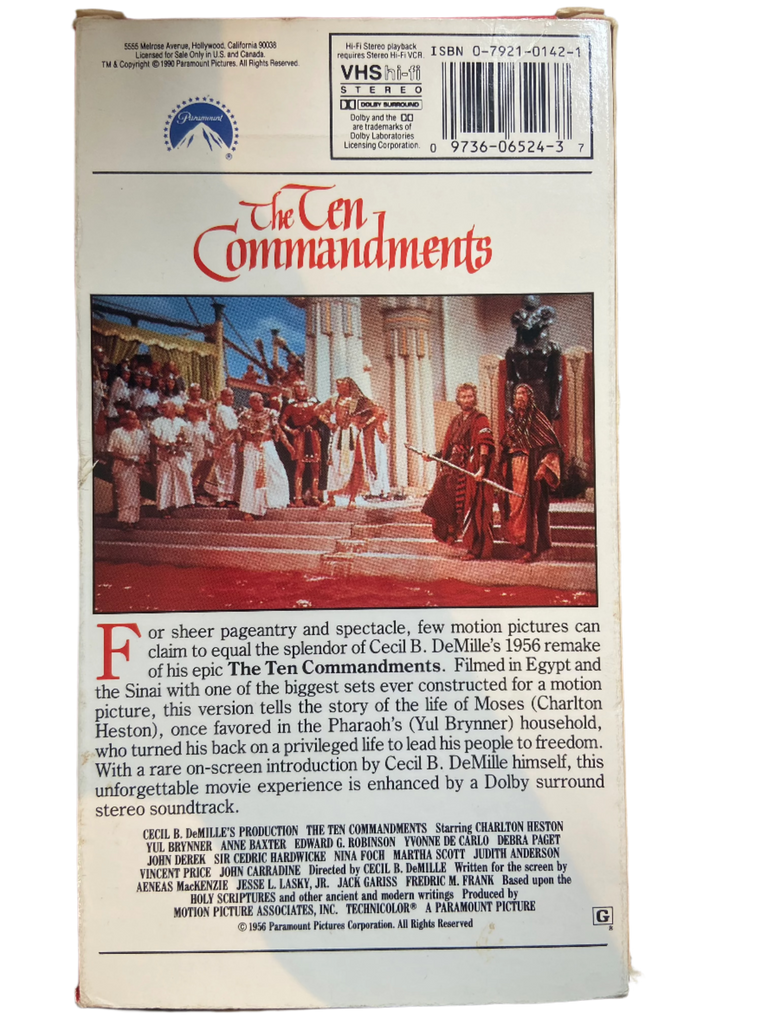 5555 Melrose Avenue, Hollywood, California 90038
Licensed for Sale Only in U.S. and Canada.
TM & Copyright © 1990 Paramount Pictures. All Rights Reserved.
Paramount
®
Hi-Fi Stereo playback
requires Stereo Hi-Fi VCR.
VHS hi-fi
STEREO
DOLBY SURROUND
Dolby and the
are trademarks of
Dolby Laboratories
Licensing Corporation.
ISBN 0-7921-0142-1
0 9736-06524-3 7
The Ten
Commandments
For sheer pageantry and spectacle, few motion pictures can
claim to equal the splendor of Cecil B. DeMille's 1956 remake
of his epic The Ten Commandments. Filmed in Egypt and
the Sinai with one of the biggest sets ever constructed for a motion
picture, this version tells the story of the life of Moses (Charlton
Heston), once favored in the Pharaoh's (Yul Brynner) household,
who turned his back on a privileged life to lead his people to freedom.
With a rare on-screen introduction by Cecil B. DeMille himself, this
unforgettable movie experience is enhanced by a Dolby surround
stereo soundtrack.
CECIL B. DeMILLE'S PRODUCTION THE TEN COMMANDMENTS Starring CHARLTON HESTON
YUL BRYNNER ANNE BAXTER EDWARD G. ROBINSON YVONNE DE CARLO DEBRA PAGET
JOHN DEREK SIR CEDRIC HARDWICKE NINA FOCH MARTHA SCOTT JUDITH ANDERSON
VINCENT PRICE JOHN CARRADINE Directed by CECIL B. DeMILLE Written for the screen by
AENEAS MacKENZIE JESSE L. LASKY, JR. JACK GARISS FREDRIC M. FRANK Based upon the
HOLY SCRIPTURES and other ancient and modern writings Produced by
MOTION PICTURE ASSOCIATES, INC. TECHNICOLOR® A PARAMOUNT PICTURE
© 1956 Paramount Pictures Corporation. All Rights Reserved
G
®